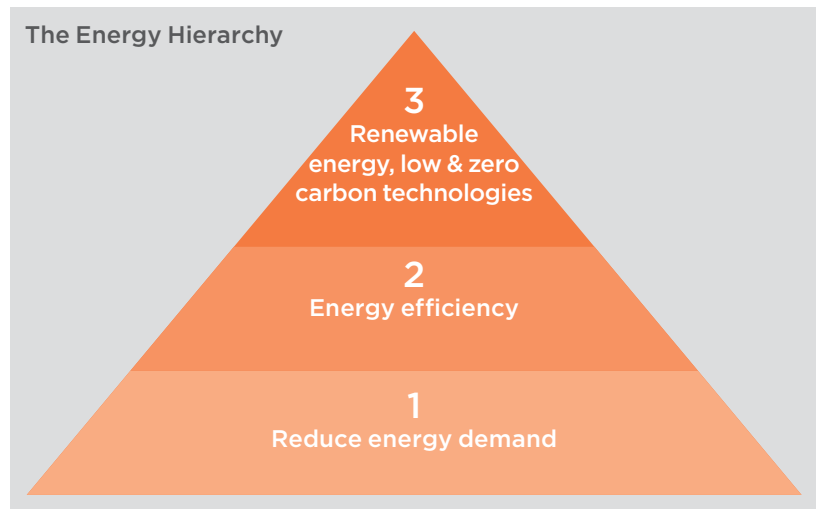 The Energy Hierarchy
3
Renewable
energy, low & zero
carbon technologies
2
Energy efficiency
1
Reduce energy demand